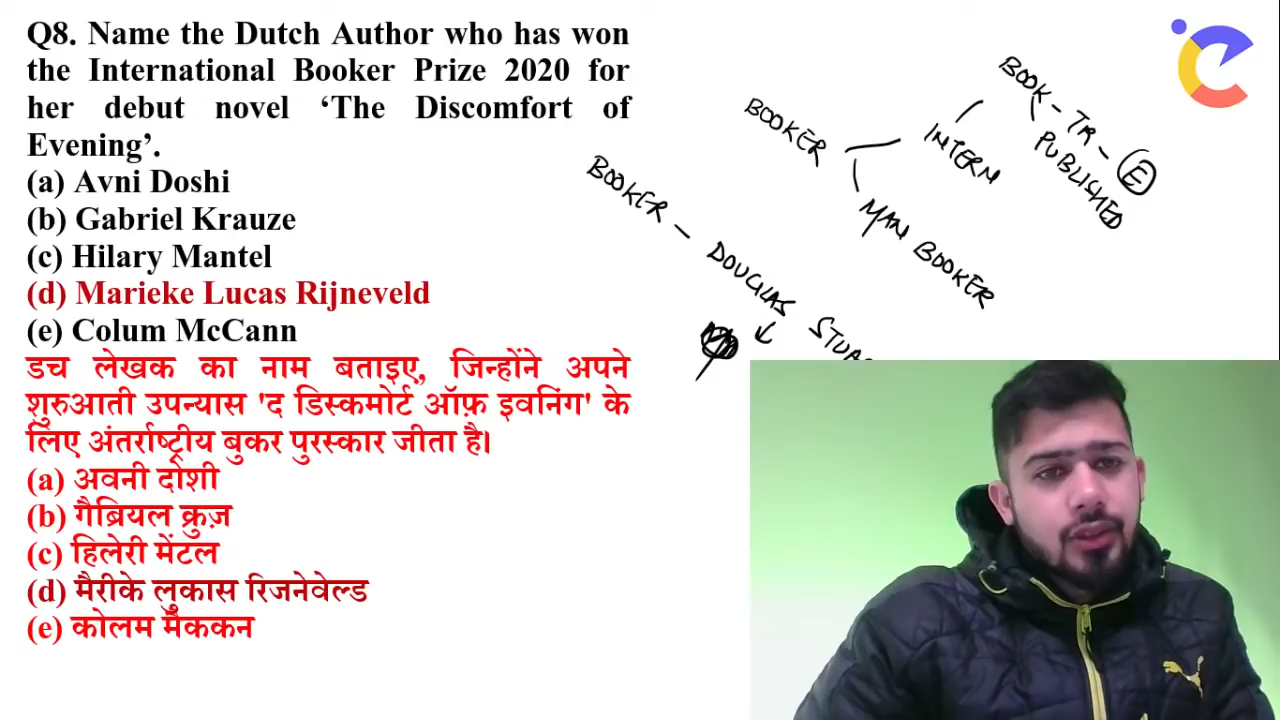 Q8. Name the Dutch Author who has won
the International Booker Prize 2020 for
her debut novel ‘The Discomfort of
Evening’.
(a) Avni Doshi
(b) Gabriel Krauze
(c) Hilary Mantel
(d) Marieke Lucas Rijneveld
(e) Colum McCann
डच लेखक का नाम बताइए, जिन्होंने अपने
शुरुआती उपन्यास 'द डिस्कमोर्ट ऑफ़ इवनिंग' के
लिए अंतर्राष्ट्रीय बुकर पुरस्कार जीता है।
(a) अवनी दोशी
(b) गैब्रियल क्रुज़
(c) हिलेरी मेंटल
(d) मैरीके लुकास रिजनेवेल्ड
(e) कोलम मैककन
BOOK - TR - E
PUBLISHED
BOOKER
INTERN
MAN BOOKER
BOOKER - DOUGLAS